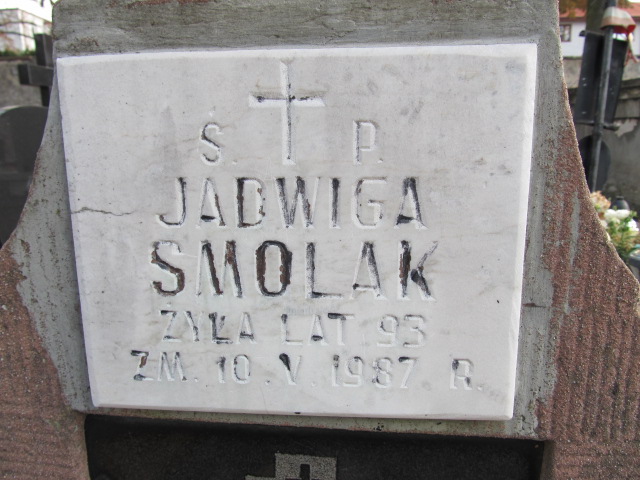 Ś. P.
JADWIGA
SMOLAK
ŻYŁA LAT 93
ZM. 10.V.1987 R.